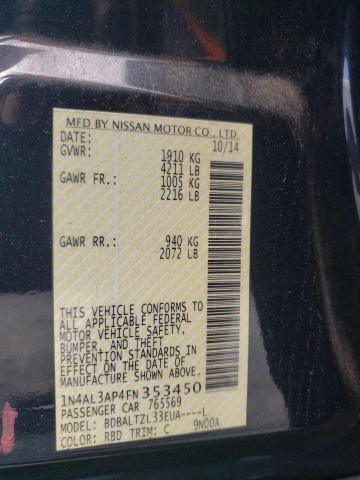 MFD BY NISSAN MOTOR CO., LTD.
DATE: 10/14
GVWR: 1910 KG
4211 LB
GAWR FR.: 1005 KG
2216 LB
GAWR RR.: 940 KG
2072 LB
THIS VEHICLE CONFORMS TO
ALL APPLICABLE FEDERAL
MOTOR VEHICLE SAFETY,
BUMPER, AND THEFT
PREVENTION STANDARDS IN
EFFECT ON THE DATE OF
MANUFACTURE SHOWN ABOVE.
1N4AL3AP4FN353450
PASSENGER CAR 765569
MODEL: BDBALTZL33EUA----L
COLOR: RBD TRIM: C 9N00A